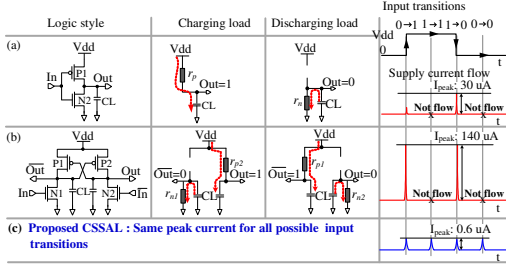 Logic style
Charging load
Discharging load
Input transitions
0→1 1→1 1→0 0→0
Vdd
0
t
(a)
Vdd
In
P1
Out
N2
CL
Vdd
rp
Out=1
CL
Out=0
rn
CL
Supply current flow
Ipeak: 30 uA
Not flow
Not flow
t
(b)
Vdd
Out
P1
P2
Out
In
N1
CL
CL
N2
In
Vdd
rp2
Out=0
Out=1
rn1
CL
Vdd
rp1
Out=1
Out=0
CL
rn2
Ipeak: 140 uA
Not flow
Not flow
t
(c) Proposed CSSAL : Same peak current for all possible input
transitions
Ipeak: 0.6 uA
t